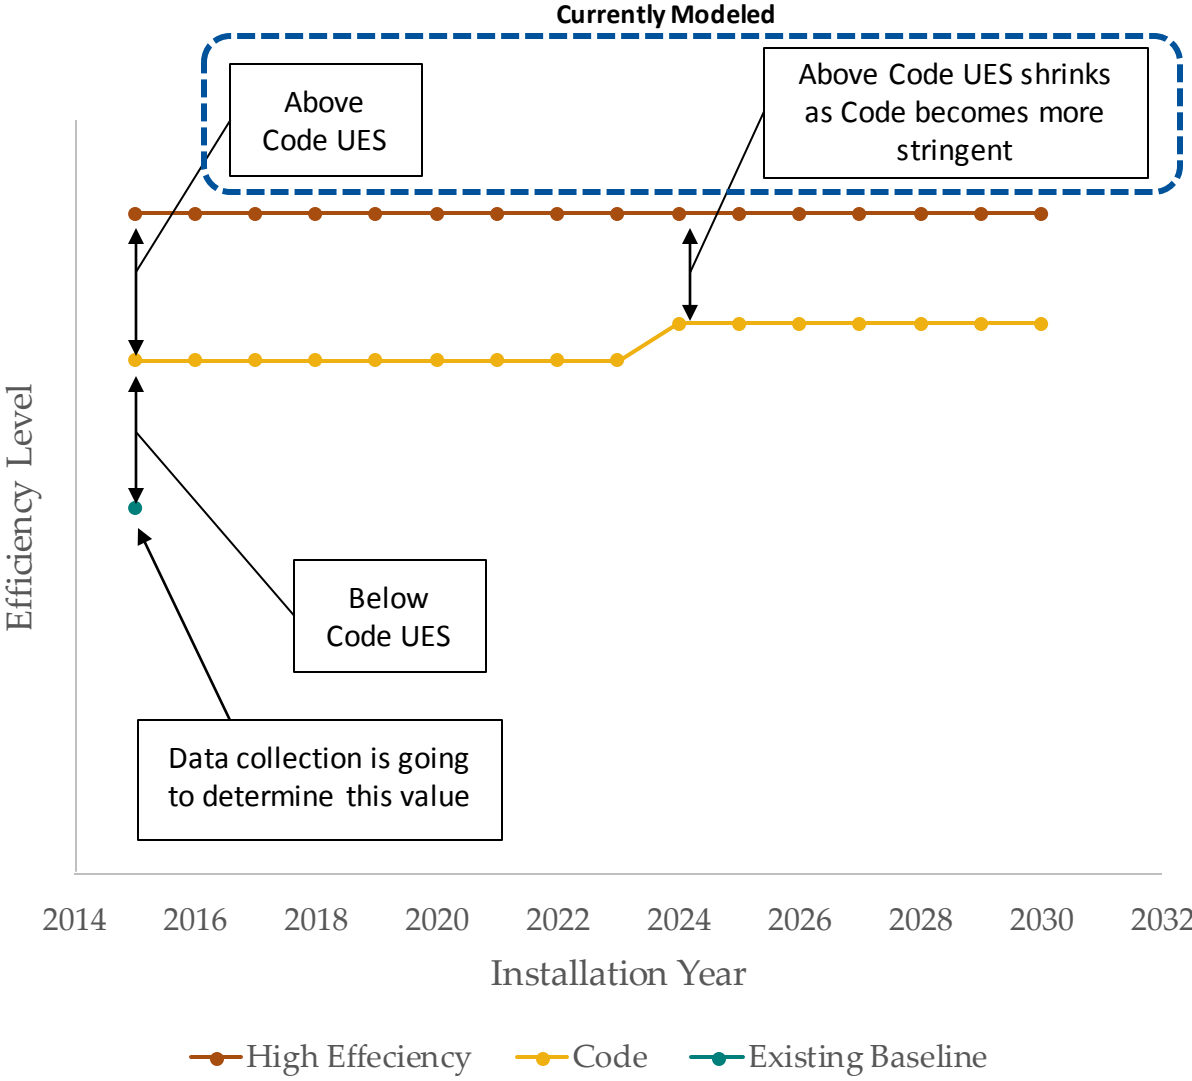 Currently Modeled
Above
Code UES
Above Code UES shrinks
as Code becomes more
stringent
Efficiency Level
Below
Code UES
Data collection is going
to determine this value
2014 2016 2018 2020 2022 2024 2026 2028 2030 2032
Installation Year
High Effeciency Code Existing Baseline